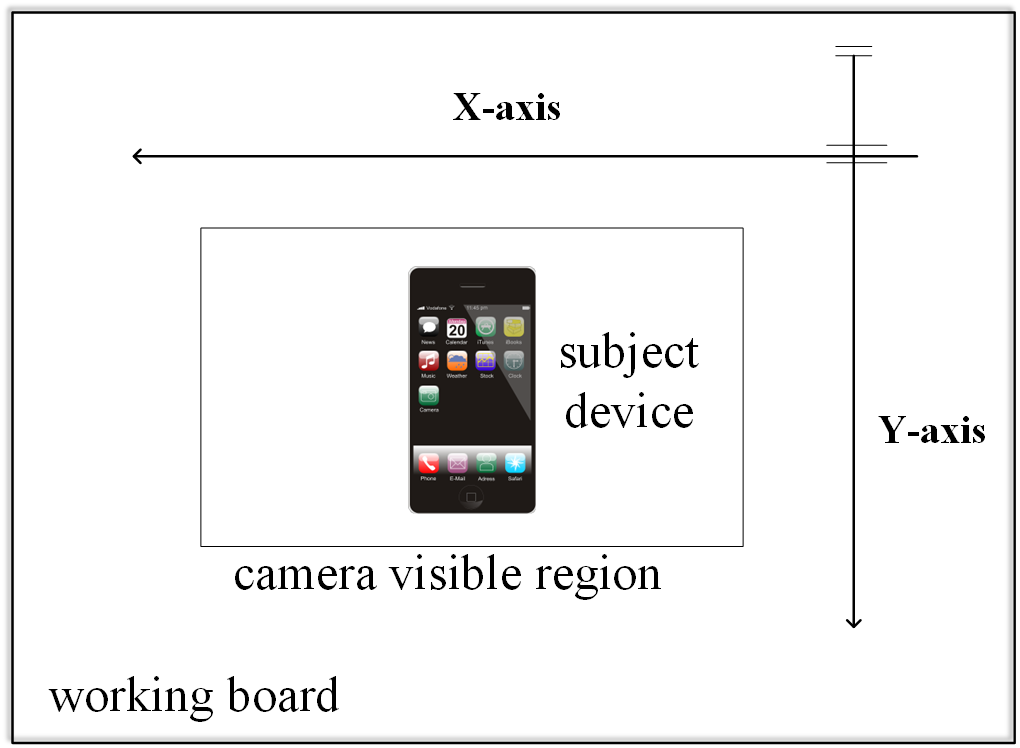 X-axis
Vodafone 11:45 pm
20
News Calendar iTunes iBooks
subject
Music Weather Stock Clock
device
Camera
Y-axis
Phone E-Mail Adress Safari
camera visible region
working board